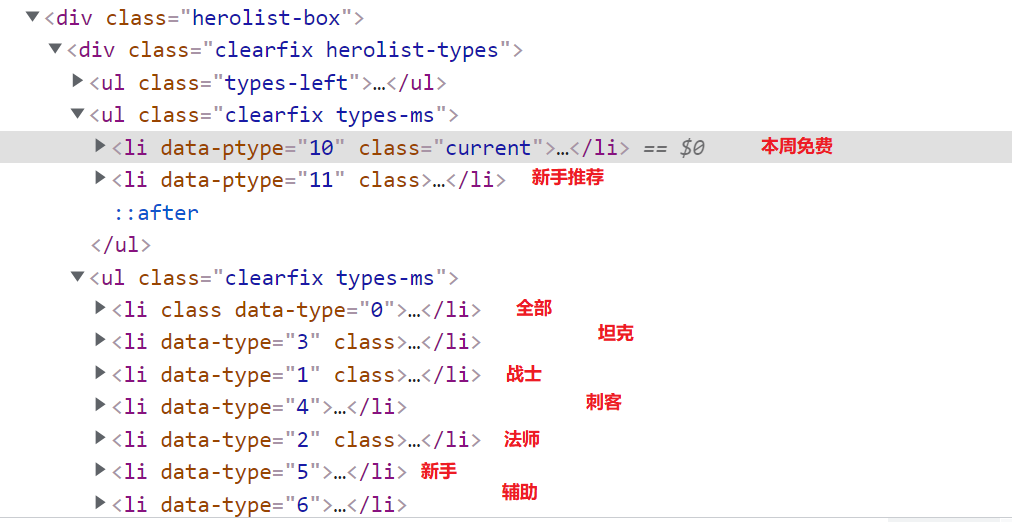 ▼<div class="herolist-box">
▼<div class="clearfix herolist-types">
▶<ul class="types-left">…</ul>
▼<ul class="clearfix types-ms">
▶<li data-ptype="10" class="current">…</li> == $0 本周免费
▶<li data-ptype="11" class>…</li> 新手推荐
::after
</ul>
▼<ul class="clearfix types-ms">
▶<li class data-type="0">…</li> 全部
▶<li data-type="3" class>…</li> 坦克
▶<li data-type="1" class>…</li> 战士
▶<li data-type="4">…</li> 刺客
▶<li data-type="2" class>…</li> 法师
▶<li data-type="5">…</li> 新手
▶<li data-type="6">…</li> 辅助